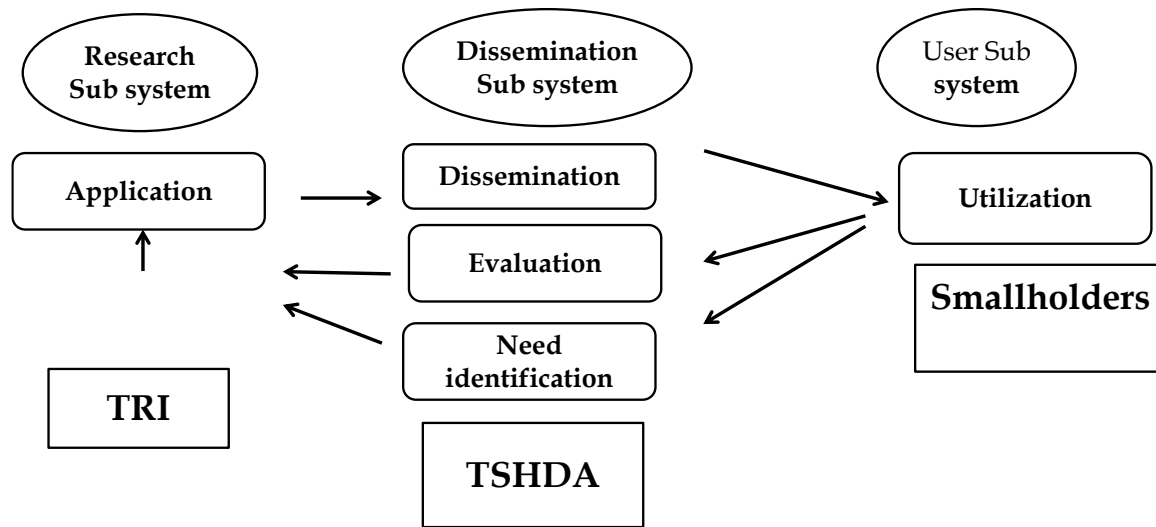 Research
Sub system
Dissemination
Sub system
User Sub
system
Application
Dissemination
Utilization
Evaluation
Smallholders
Need
identification
TRI
TSHDA